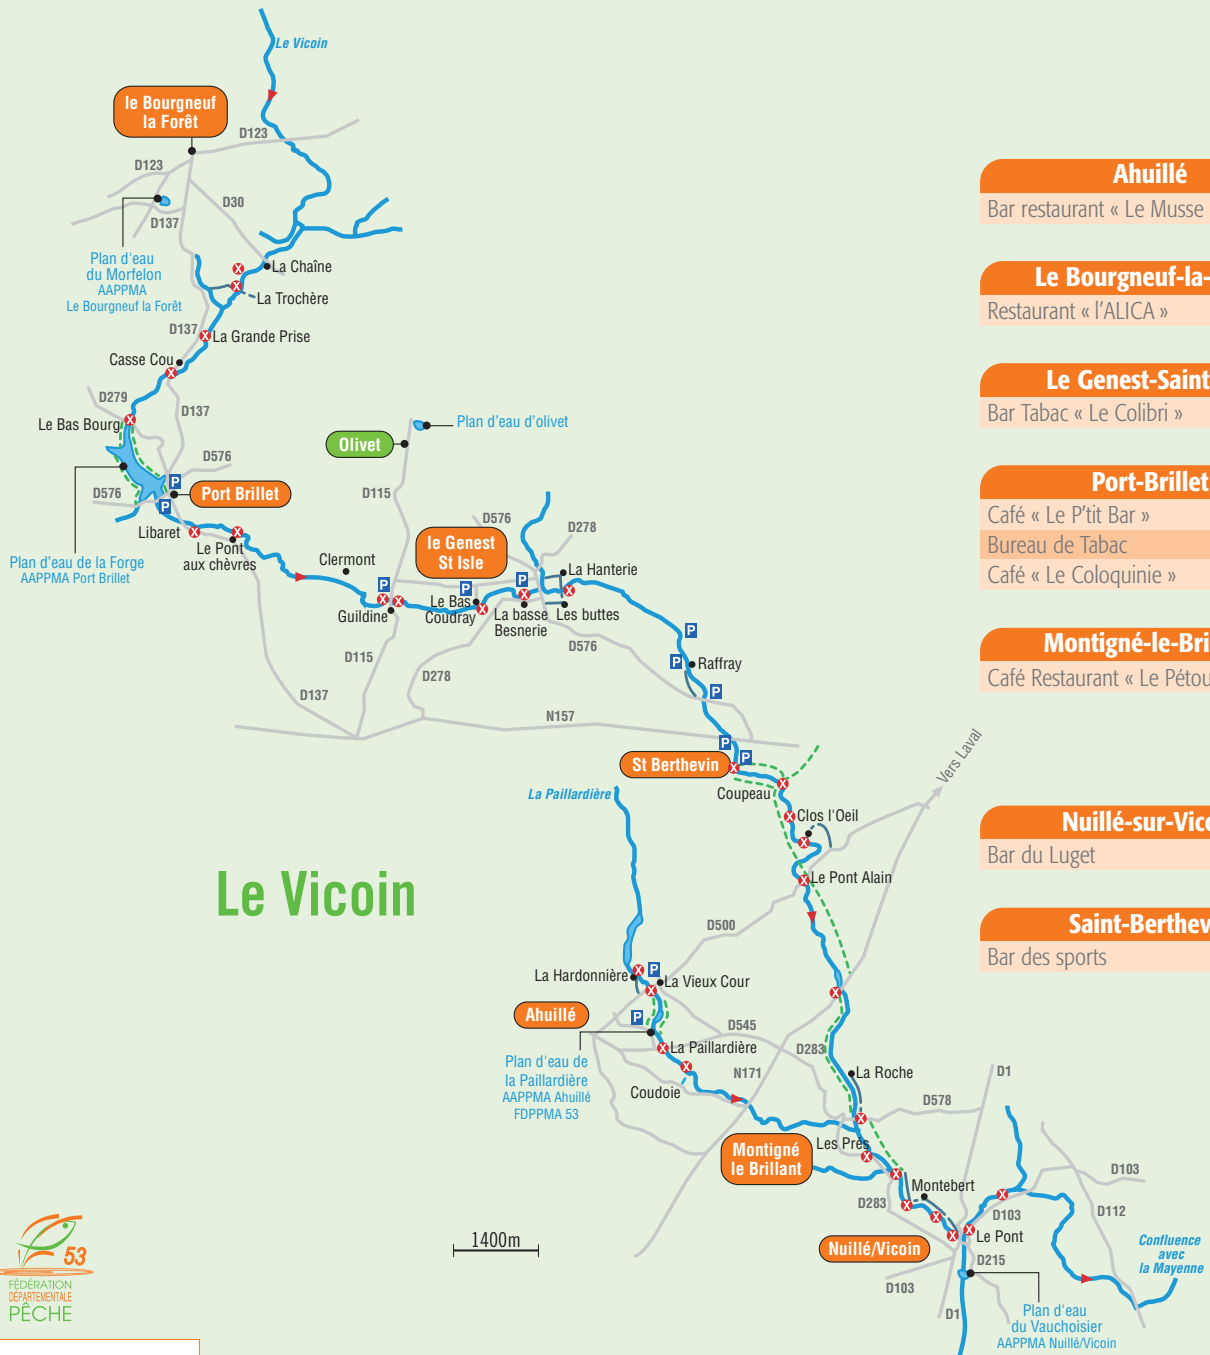 Le Vicoin
le Bourgneuf
la Forêt
D123
D123
D30
D137
Plan d'eau
du Morfelon
AAPPMA
Le Bourgneuf la Forêt
La Chaîne
La Trochère
D137
La Grande Prise
Casse Cou
D279
D137
Le Bas Bourg
Plan d'eau d'olivet
Olivet
D576
D576
P
Port Brillet
P
D115
Libaret
Le Pont
aux chèvres
Plan d'eau de la Forge
AAPPMA Port Brillet
Clermont
D576
D278
le Genest
St Isle
La Hanterie
P
P
P
Guildine
Le Bas
Coudray
La basse
Besnerie
Les buttes
D576
D115
D278
D137
N157
P
P
Raffray
P
P
P
St Berthevin
Coupeau
Vers Laval
La Paillardière
Clos l'Oeil
Le Pont Alain
Le Vicoin
D500
La Hardonnière
P
La Vieux Cour
Ahuillé
P
D545
La Paillardière
D283
Plan d'eau de
la Paillardière
AAPPMA Ahuillé
FDPPMA 53
Coudoie
N171
La Roche
D1
D578
Montigné
le Brillant
Les Prés
D103
Montebert
D283
D103
D112
Le Pont
Nuillé/Vicoin
D215
Confluence
avec
la Mayenne
D103
D1
Plan d'eau
du Vauchoisier
AAPPMA Nuillé/Vicoin
1400m
53
FÉDÉRATION
DÉPARTEMENTALE
PÊCHE
Ahuillé
Bar restaurant « Le Musse
Le Bourgneuf-la-
Restaurant « l'ALICA »
Le Genest-Saint
Bar Tabac « Le Colibri »
Port-Brillet
Café « Le P'tit Bar »
Bureau de Tabac
Café « Le Coloquinie »
Montigné-le-Bri
Café Restaurant « Le Pétou
Nuillé-sur-Vico
Bar du Luget
Saint-Berthev
Bar des sports